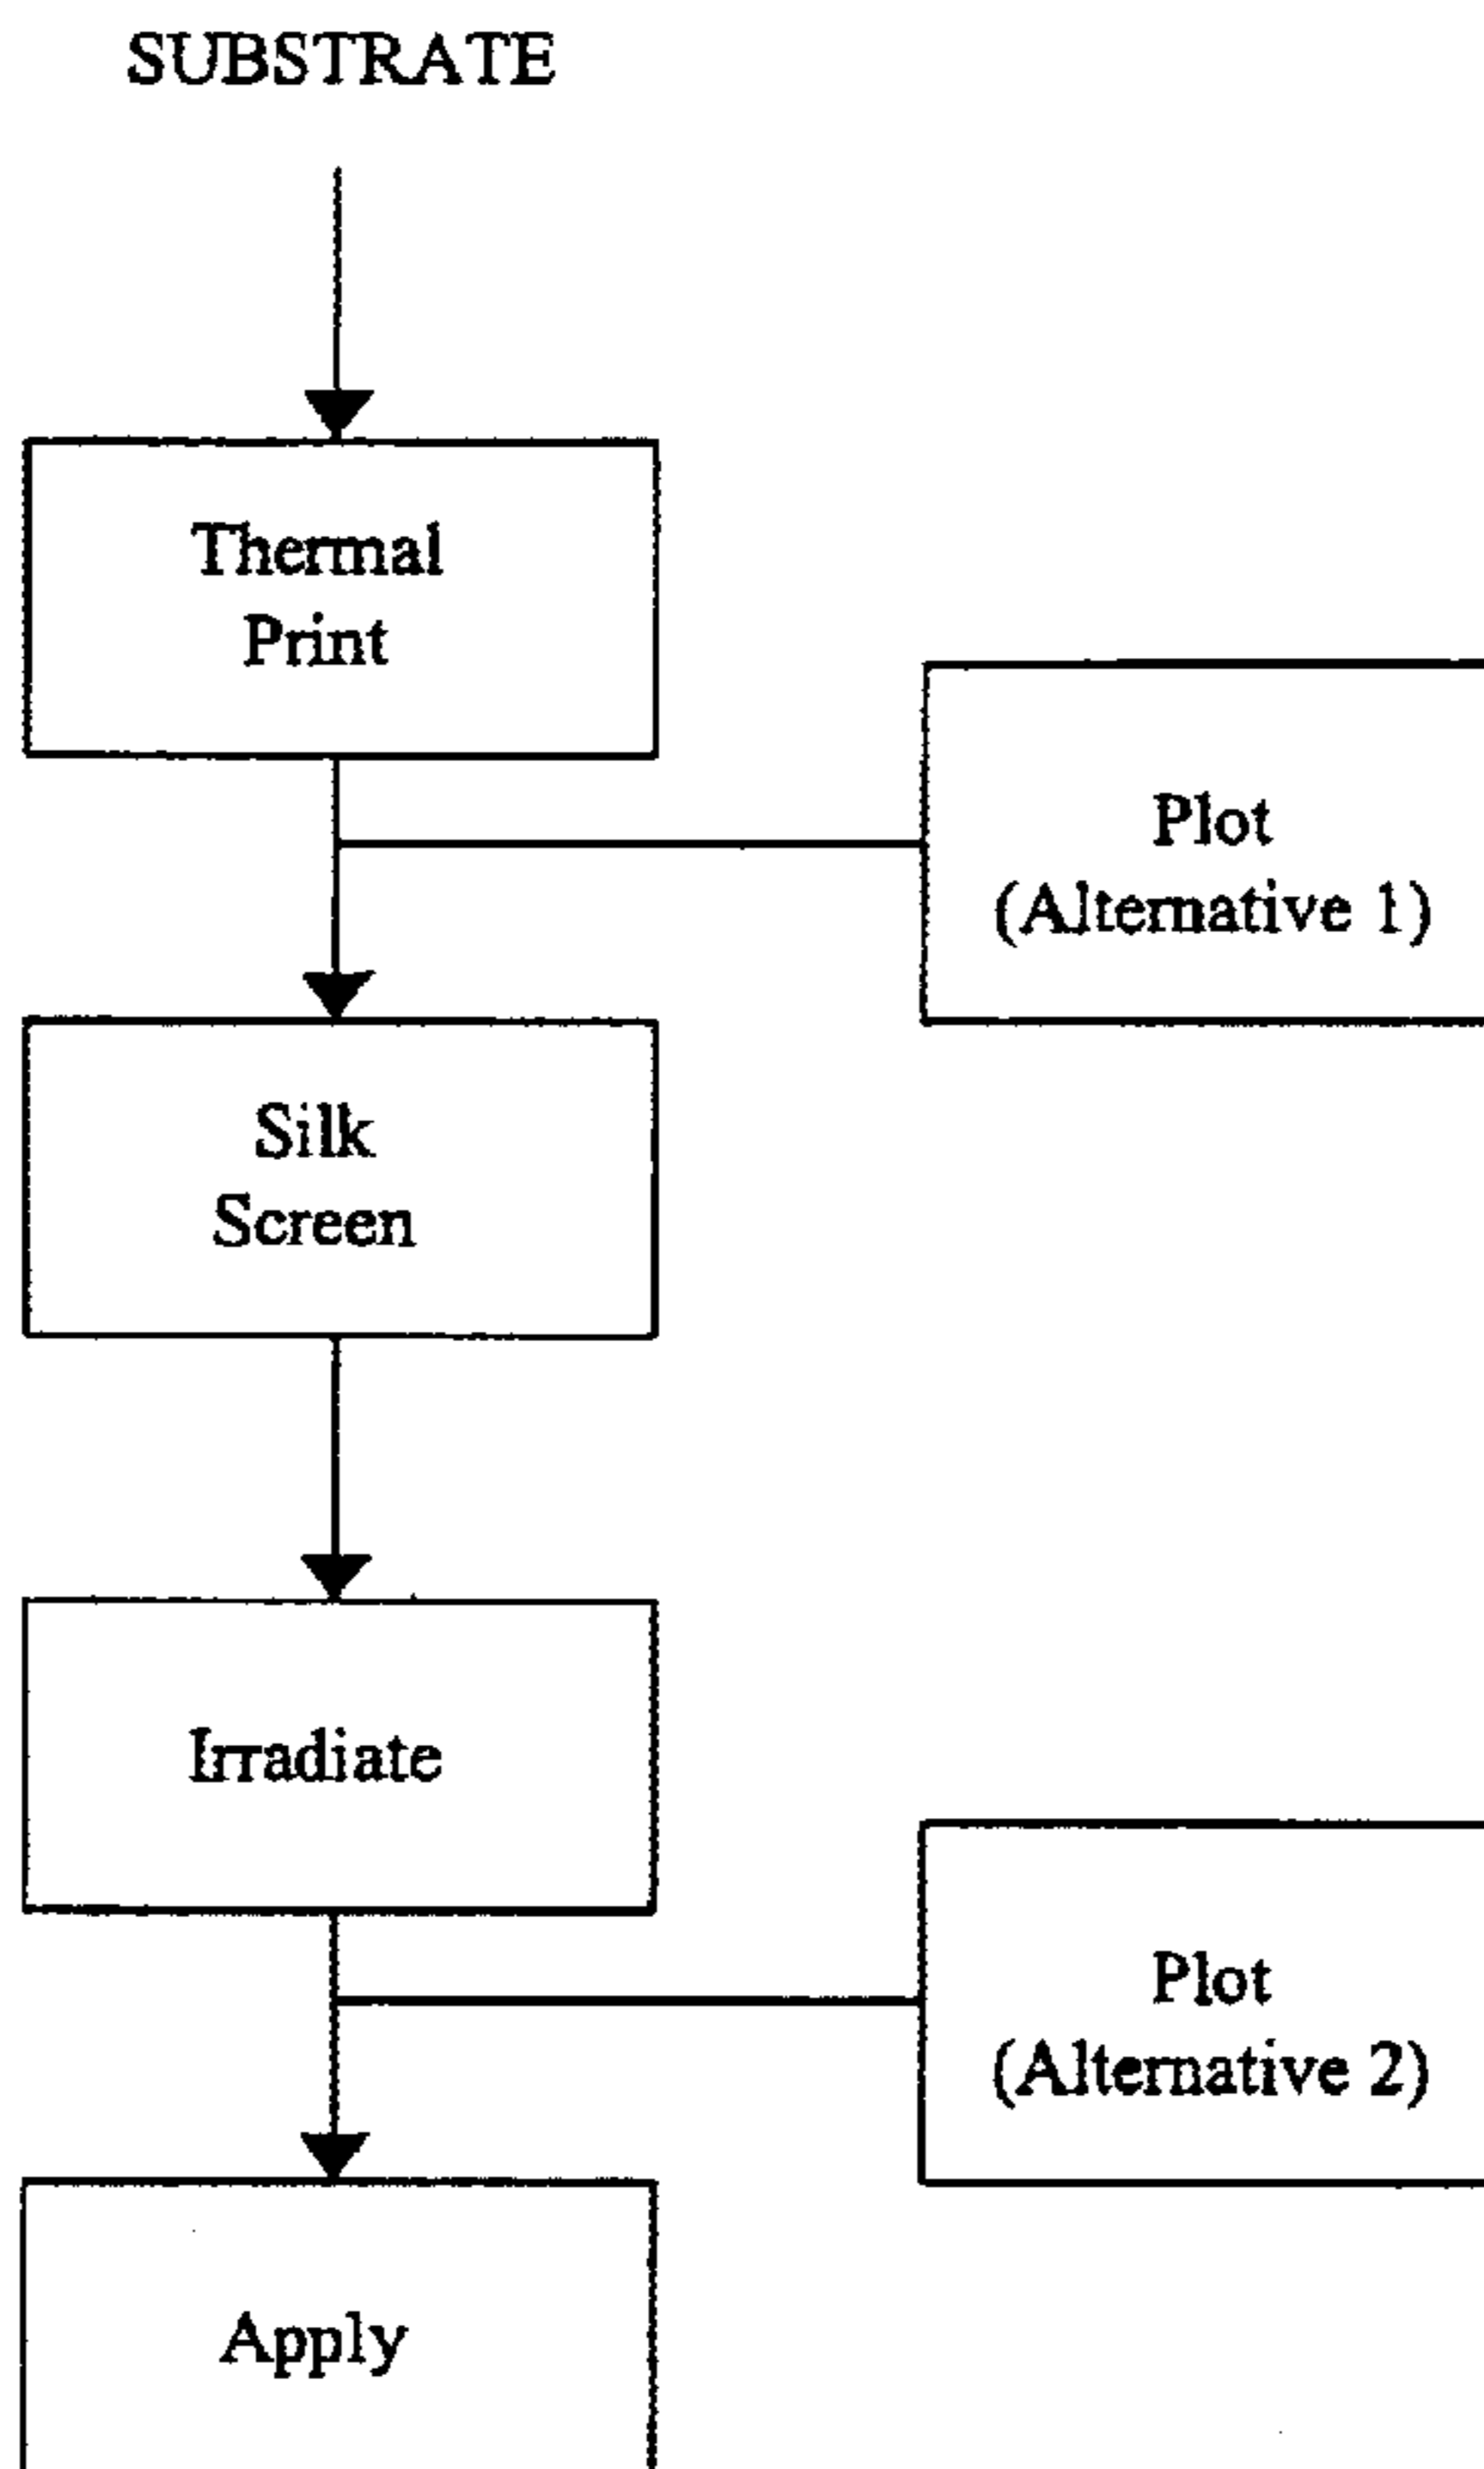 SUBSTRATE
Thermal
Print
Plot
(Alternative 1)
Silk
Screen
Irradiate
Plot
(Alternative 2)
Apply